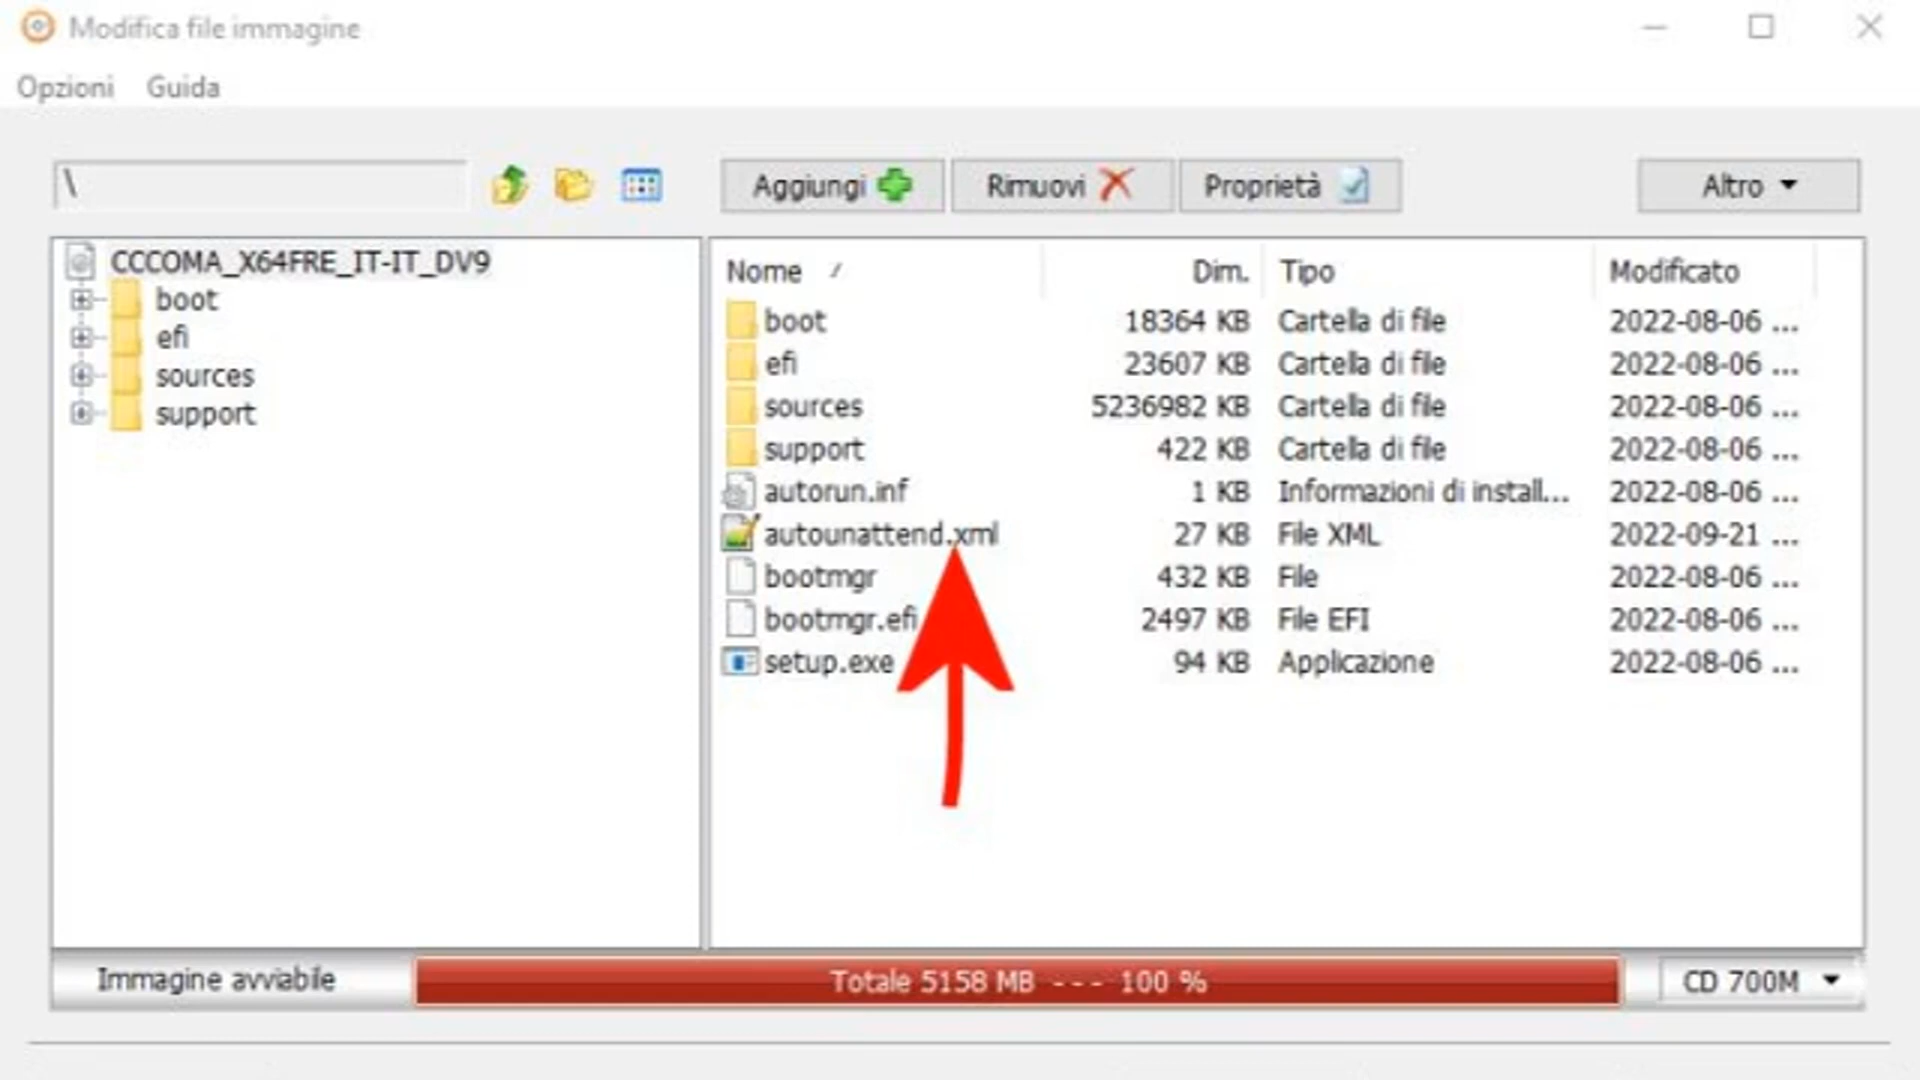 Modifica file immagine
Opzioni Guida
\ Aggiungi Rimuovi Proprietà Altro
CCCOMA_X64FRE_IT-IT_DV9
boot
efi
sources
support
Nome Dim. Tipo Modificato
boot 18364 KB Cartella di file 2022-08-06 ...
efi 23607 KB Cartella di file 2022-08-06 ...
sources 5236982 KB Cartella di file 2022-08-06 ...
support 422 KB Cartella di file 2022-08-06 ...
autorun.inf 1 KB Informazioni di install... 2022-08-06 ...
autounattend.xml 27 KB File XML 2022-09-21 ...
bootmgr 432 KB File 2022-08-06 ...
bootmgr.efi 2497 KB File EFI 2022-08-06 ...
setup.exe 94 KB Applicazione 2022-08-06 ...
Immagine avviabile Totale 5158 MB --- 100 % CD 700M